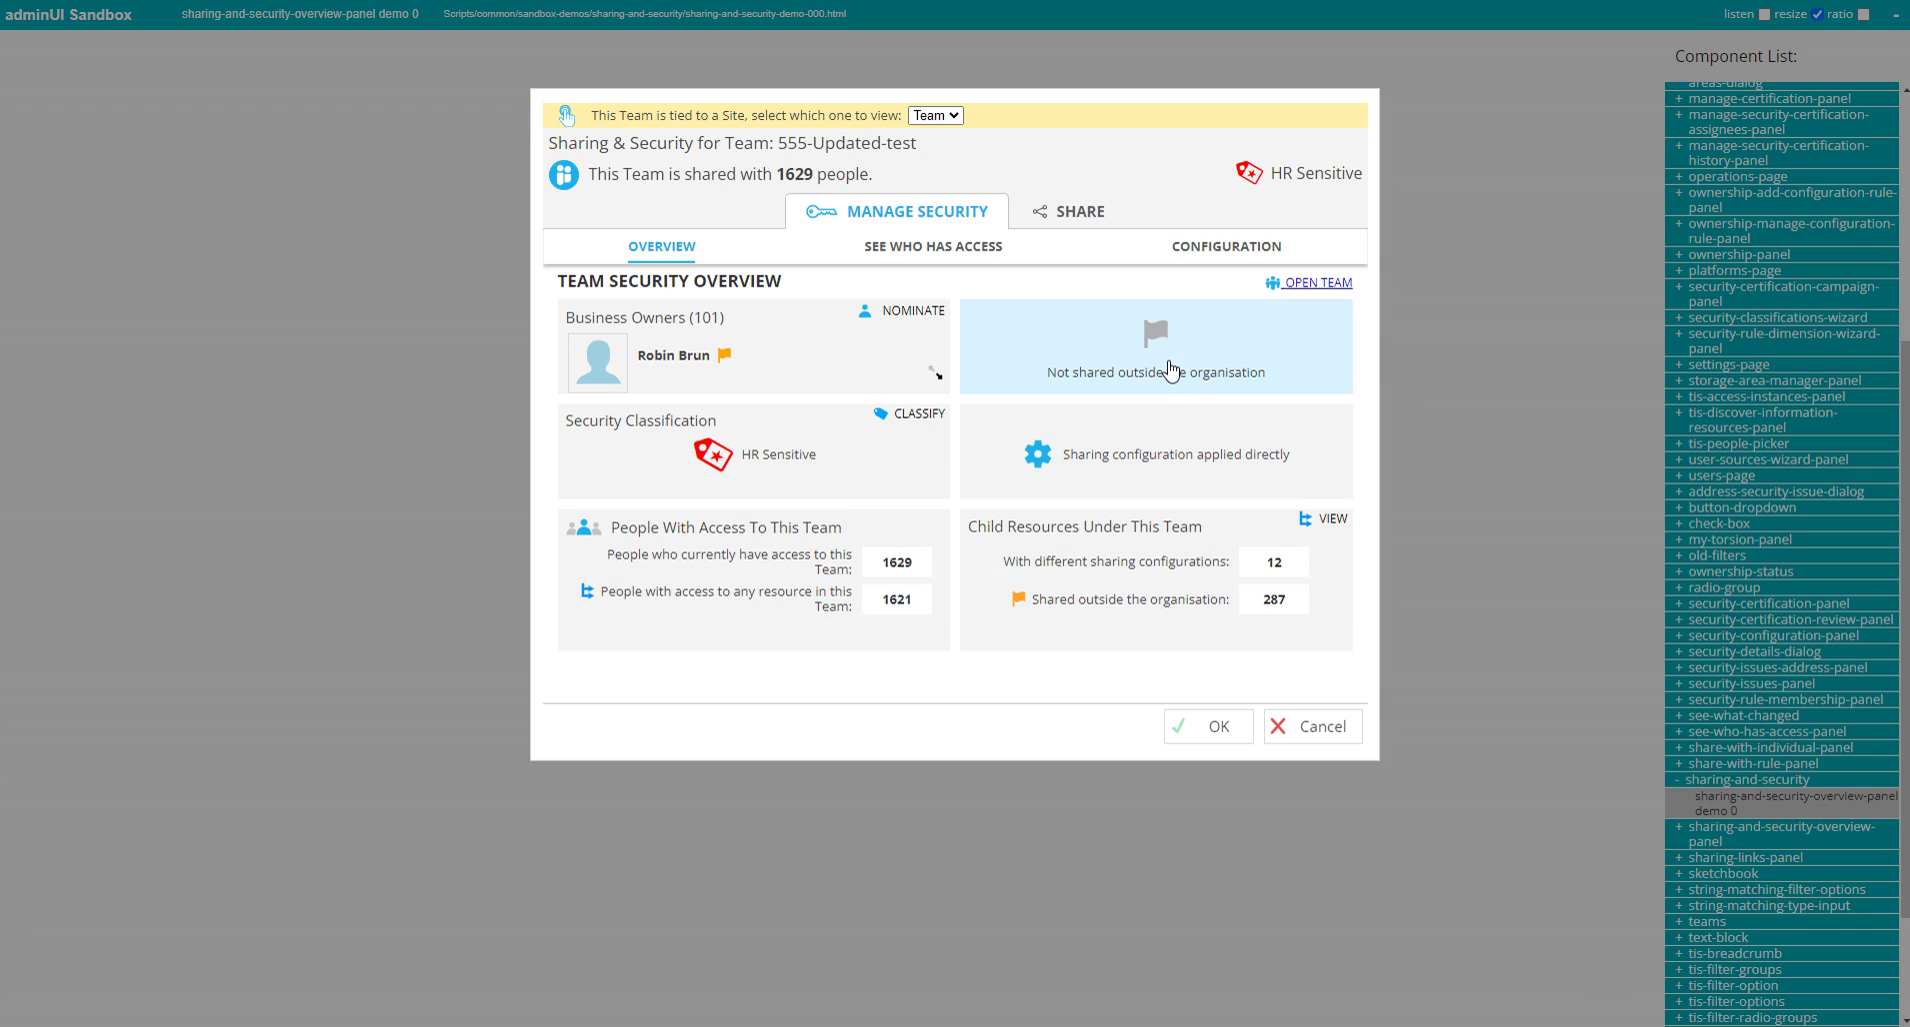 adminUI Sandbox sharing-and-security-overview-panel demo 0 Scripts/common/sandbox-demos/sharing-and-security/sharing-and-security-demo-000.html listen resize ratio -
This Team is tied to a Site, select which one to view: Team
Sharing & Security for Team: 555-Updated-test
This Team is shared with 1629 people.
HR Sensitive
MANAGE SECURITY SHARE
OVERVIEW SEE WHO HAS ACCESS CONFIGURATION
TEAM SECURITY OVERVIEW
OPEN TEAM
Business Owners (101)
NOMINATE
Robin Brun
Not shared outside organisation
Security Classification
CLASSIFY
HR Sensitive
Sharing configuration applied directly
People With Access To This Team
People who currently have access to this
Team:
1629
People with access to any resource in this
Team:
1621
Child Resources Under This Team
VIEW
With different sharing configurations: 12
Shared outside the organisation: 287
OK Cancel
Component List:
areas-dialog
+ manage-certification-panel
+ manage-security-certification-
assignees-panel
+ manage-security-certification-
history-panel
+ operations-page
+ ownership-add-configuration-rule-
panel
+ ownership-manage-configuration-
rule-panel
+ ownership-panel
+ platforms-page
+ security-certification-campaign-
panel
+ security-classifications-wizard
+ security-rule-dimension-wizard-
panel
+ settings-page
+ storage-area-manager-panel
+ tis-access-instances-panel
+ tis-discover-information-
resources-panel
+ tis-people-picker
+ user-sources-wizard-panel
+ users-page
+ address-security-issue-dialog
+ button-dropdown
+ check-box
+ my-torsion-panel
+ old-filters
+ ownership-status
+ radio-group
+ security-certification-panel
+ security-certification-review-panel
+ security-configuration-panel
+ security-details-dialog
+ security-issues-address-panel
+ security-issues-panel
+ security-rule-membership-panel
+ see-what-changed
+ see-who-has-access-panel
+ share-with-individual-panel
+ share-with-rule-panel
- sharing-and-security
sharing-and-security-overview-panel
demo 0
+ sharing-and-security-overview-
panel
+ sharing-links-panel
+ sketchbook
+ string-matching-filter-options
+ string-matching-type-input
+ teams
+ text-block
+ tis-breadcrumb
+ tis-filter-groups
+ tis-filter-option
+ tis-filter-options
+ tis-filter-radio-groups